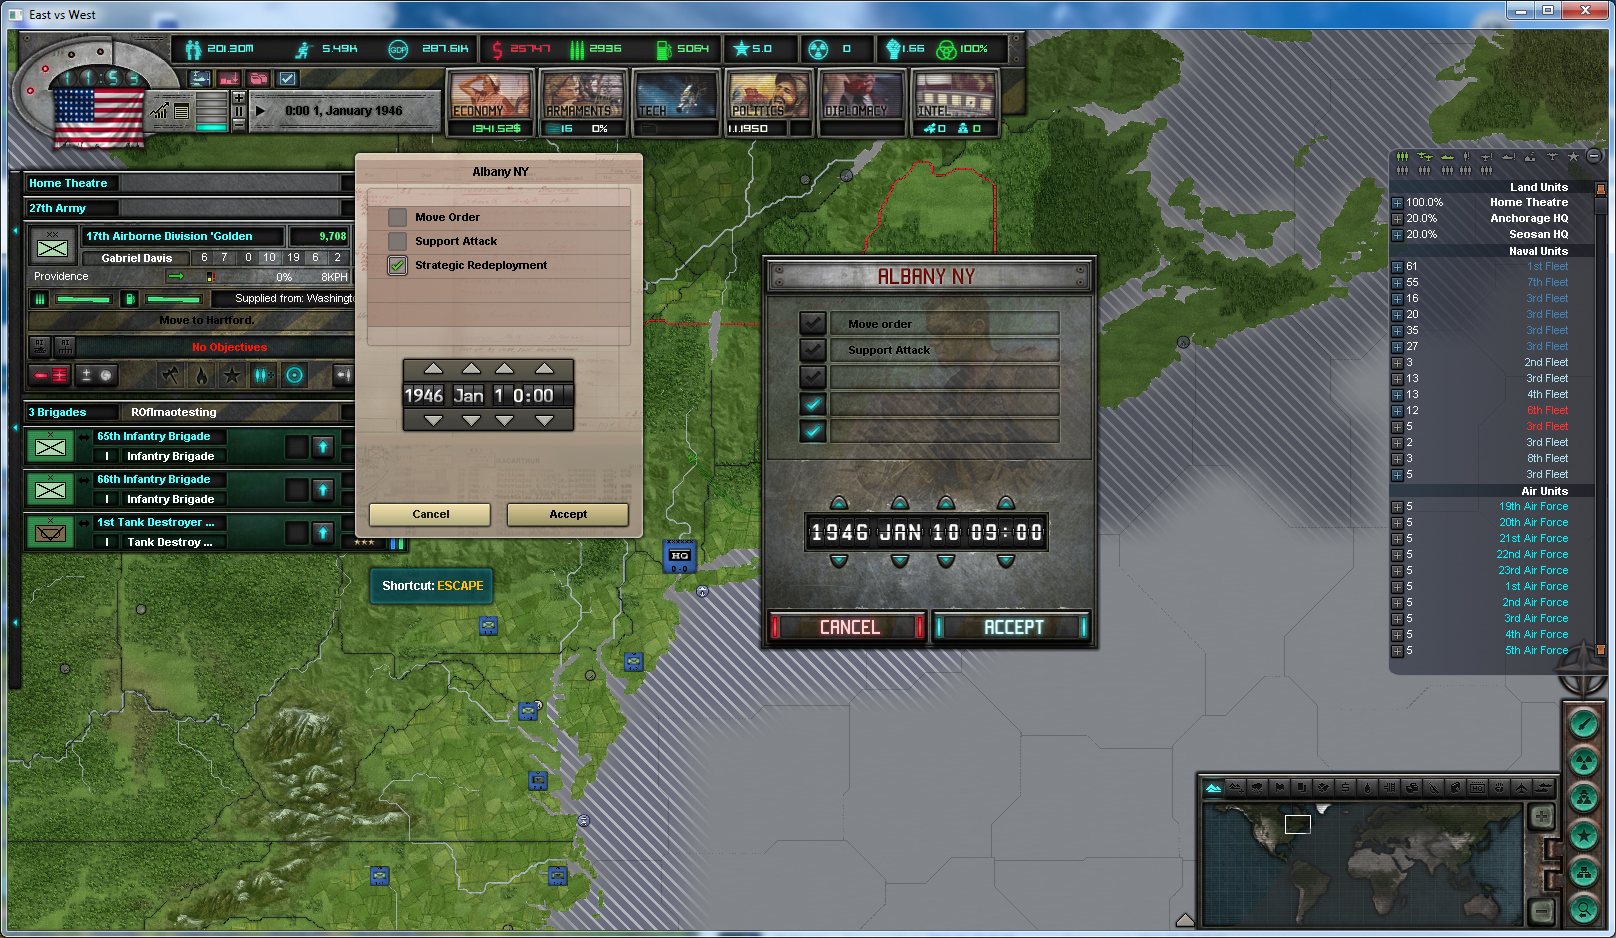 East vs West
201.30M 5.49K GDP 287.61K $ 25747 2936 5064 5.0 0 1.66 100%
11:53
0:00 1, January 1946
ECONOMY ARMAMENTS TECH POLITICS DIPLOMACY INTEL
1341.52$ 16 0% 1.1.1950 0 0
Home Theatre
27th Army
17th Airborne Division 'Golden 9,708
Gabriel Davis 6 7 0 10 19 6 2
Providence 0% 8KPH
Supplied from: Washingt
Move to Hartford.
No Objectives
3 Brigades ROflmaotesting
65th Infantry Brigade
I Infantry Brigade
66th Infantry Brigade
I Infantry Brigade
1st Tank Destroyer ...
I Tank Destroy ...
Albany NY
Move Order
Support Attack
Strategic Redeployment
1946 Jan 1 0:00
Cancel Accept
Shortcut: ESCAPE
HQ
0-0
ALBANY NY
Move order
Support Attack
1946 JAN 10 09:00
CANCEL ACCEPT
Land Units
100.0% Home Theatre
20.0% Anchorage HQ
20.0% Seosan HQ
Naval Units
61 1st Fleet
55 7th Fleet
16 3rd Fleet
20 3rd Fleet
35 3rd Fleet
27 3rd Fleet
3 2nd Fleet
13 3rd Fleet
13 4th Fleet
12 6th Fleet
5 3rd Fleet
2 3rd Fleet
3 8th Fleet
5 3rd Fleet
Air Units
5 19th Air Force
5 20th Air Force
5 21st Air Force
5 22nd Air Force
5 23rd Air Force
5 1st Air Force
5 2nd Air Force
5 3rd Air Force
5 4th Air Force
5 5th Air Force